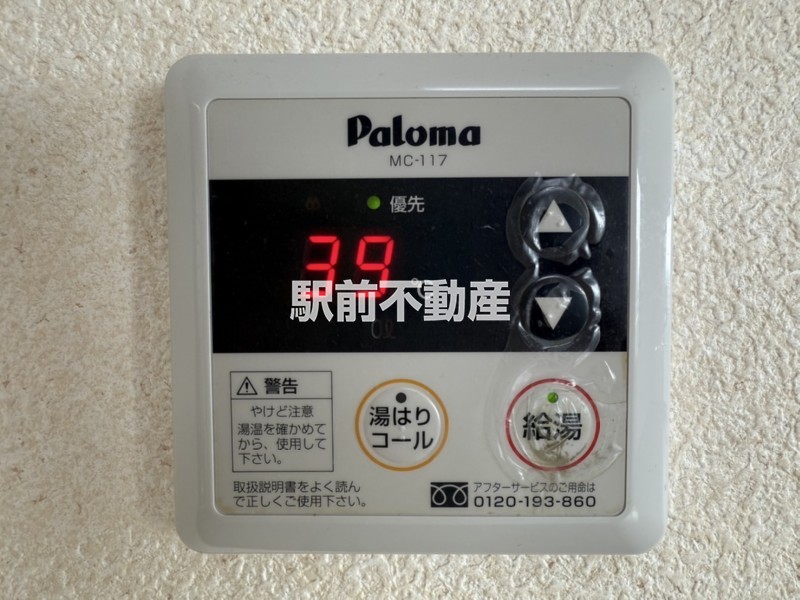 Paloma
MC-117
優先
39
℃
駅前不動産
警告
やけど注意
湯温を確かめて
から、使用して
下さい。
湯はり
コール
給湯
取扱説明書をよく読ん
で正しくご使用下さい。
アフターサービスのご用命は
0120-193-860